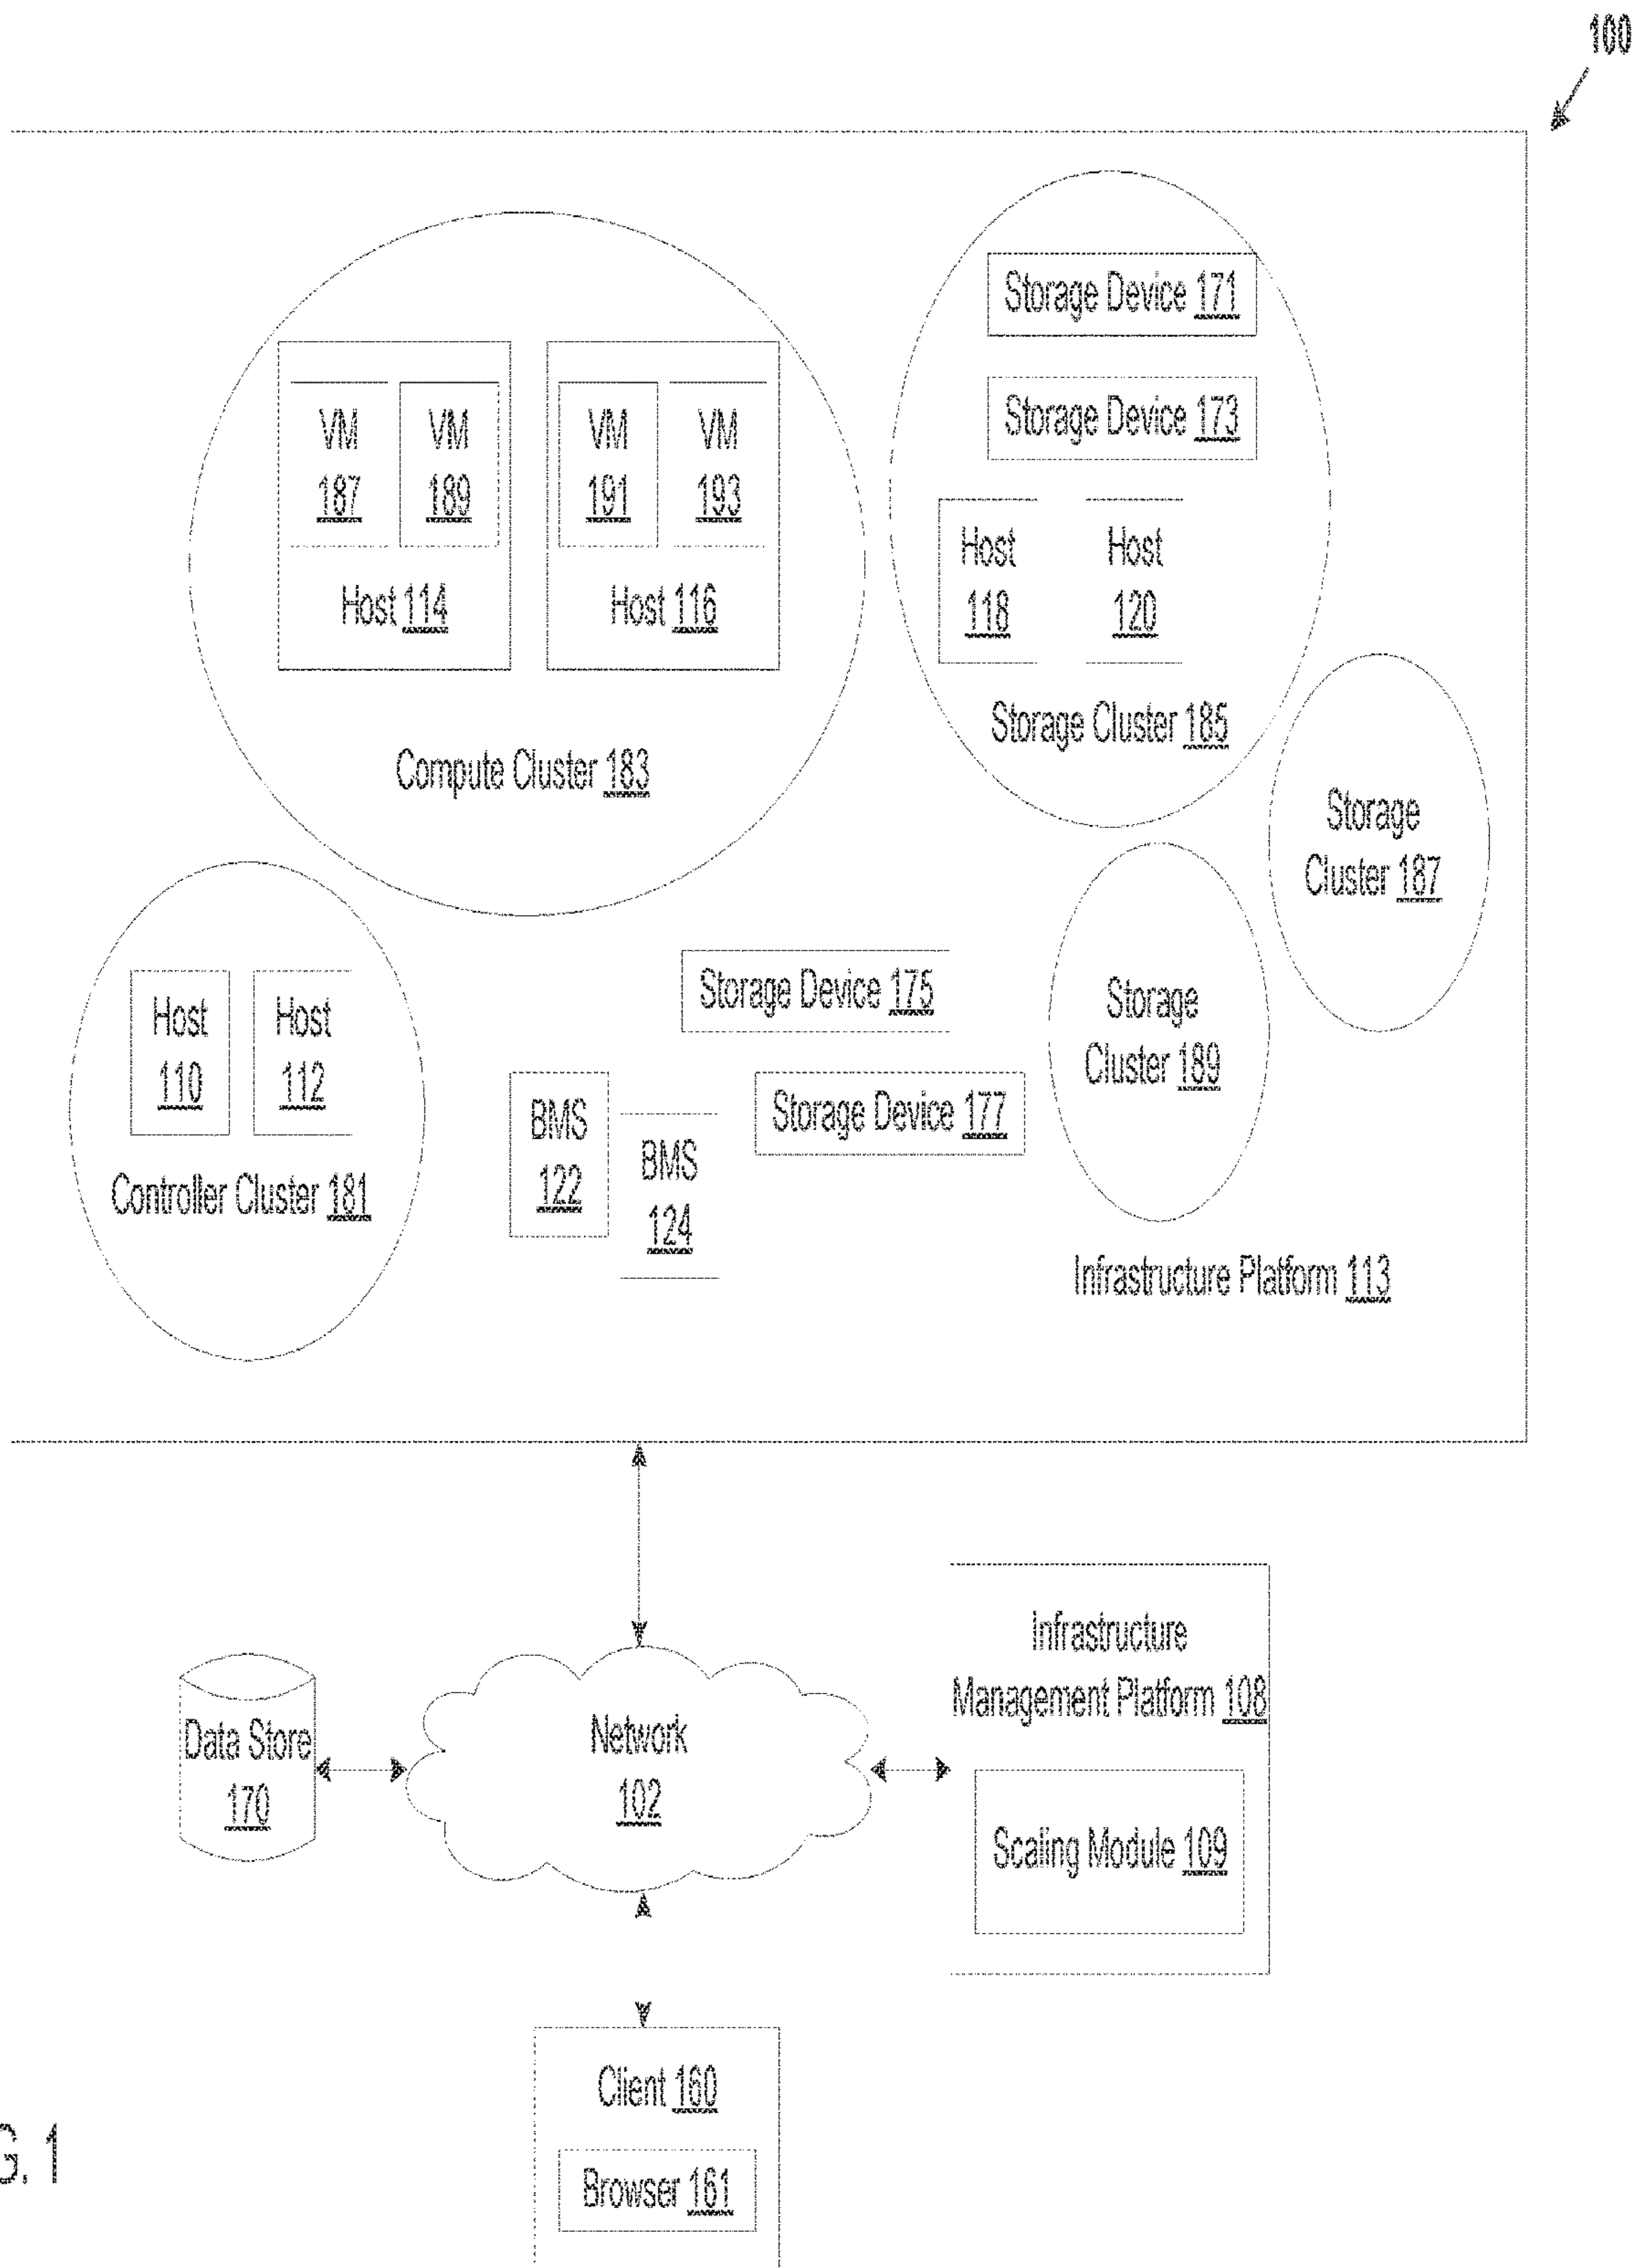 100
Storage Device 171
Storage Device 173
VM VM VM VM
187 189 191 193
Host 114 Host 116
Host Host
118 120
Storage Cluster 185
Compute Cluster 183
Storage
Cluster 187
Storage Device 175
Storage
Cluster 189
Host Host
110 112
Controller Cluster 181
BMS
122
BMS
124
Storage Device 177
Infrastructure Platform 113
Infrastructure
Management Platform 108
Scaling Module 109
Data Store
170
Network
102
Client 160
Browser 161
G. 1